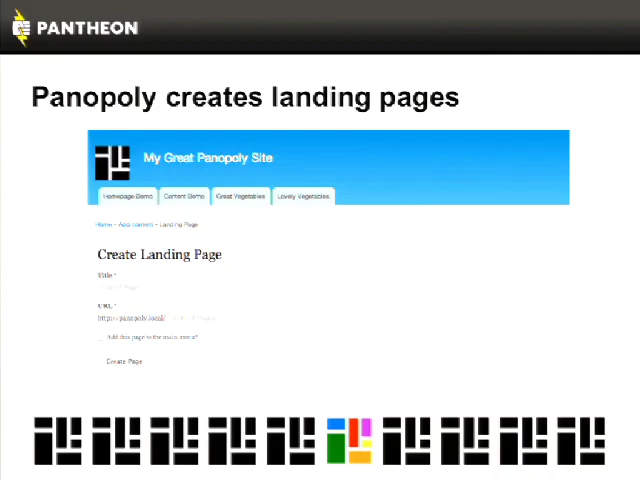 PANTHEON
Panopoly creates landing pages
My Great Panopoly Site
Homepage Demo Content Demo Great Vegetables Lovely Vegetables
Home » Add content » Landing Page
Create Landing Page
Title *
URL *
http://panopoly.local/
Add this page to the main menu?
Create Page